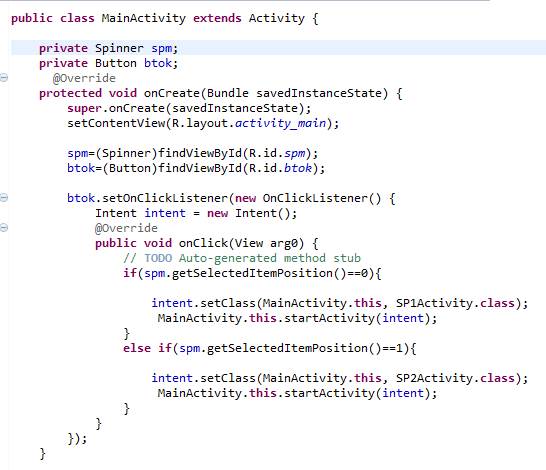 public class MainActivity extends Activity {
private Spinner spm;
private Button btok;
@Override
protected void onCreate(Bundle savedInstanceState) {
super.onCreate(savedInstanceState);
setContentView(R.layout.activity_main);
spm=(Spinner)findViewById(R.id.spm);
btok=(Button)findViewById(R.id.btok);
btok.setOnClickListener(new OnClickListener() {
Intent intent = new Intent();
@Override
public void onClick(View arg0) {
// TODO Auto-generated method stub
if(spm.getSelectedItemPosition()==0){
intent.setClass(MainActivity.this, SP1Activity.class);
MainActivity.this.startActivity(intent);
}
else if(spm.getSelectedItemPosition()==1){
intent.setClass(MainActivity.this, SP2Activity.class);
MainActivity.this.startActivity(intent);
}
}
});
}